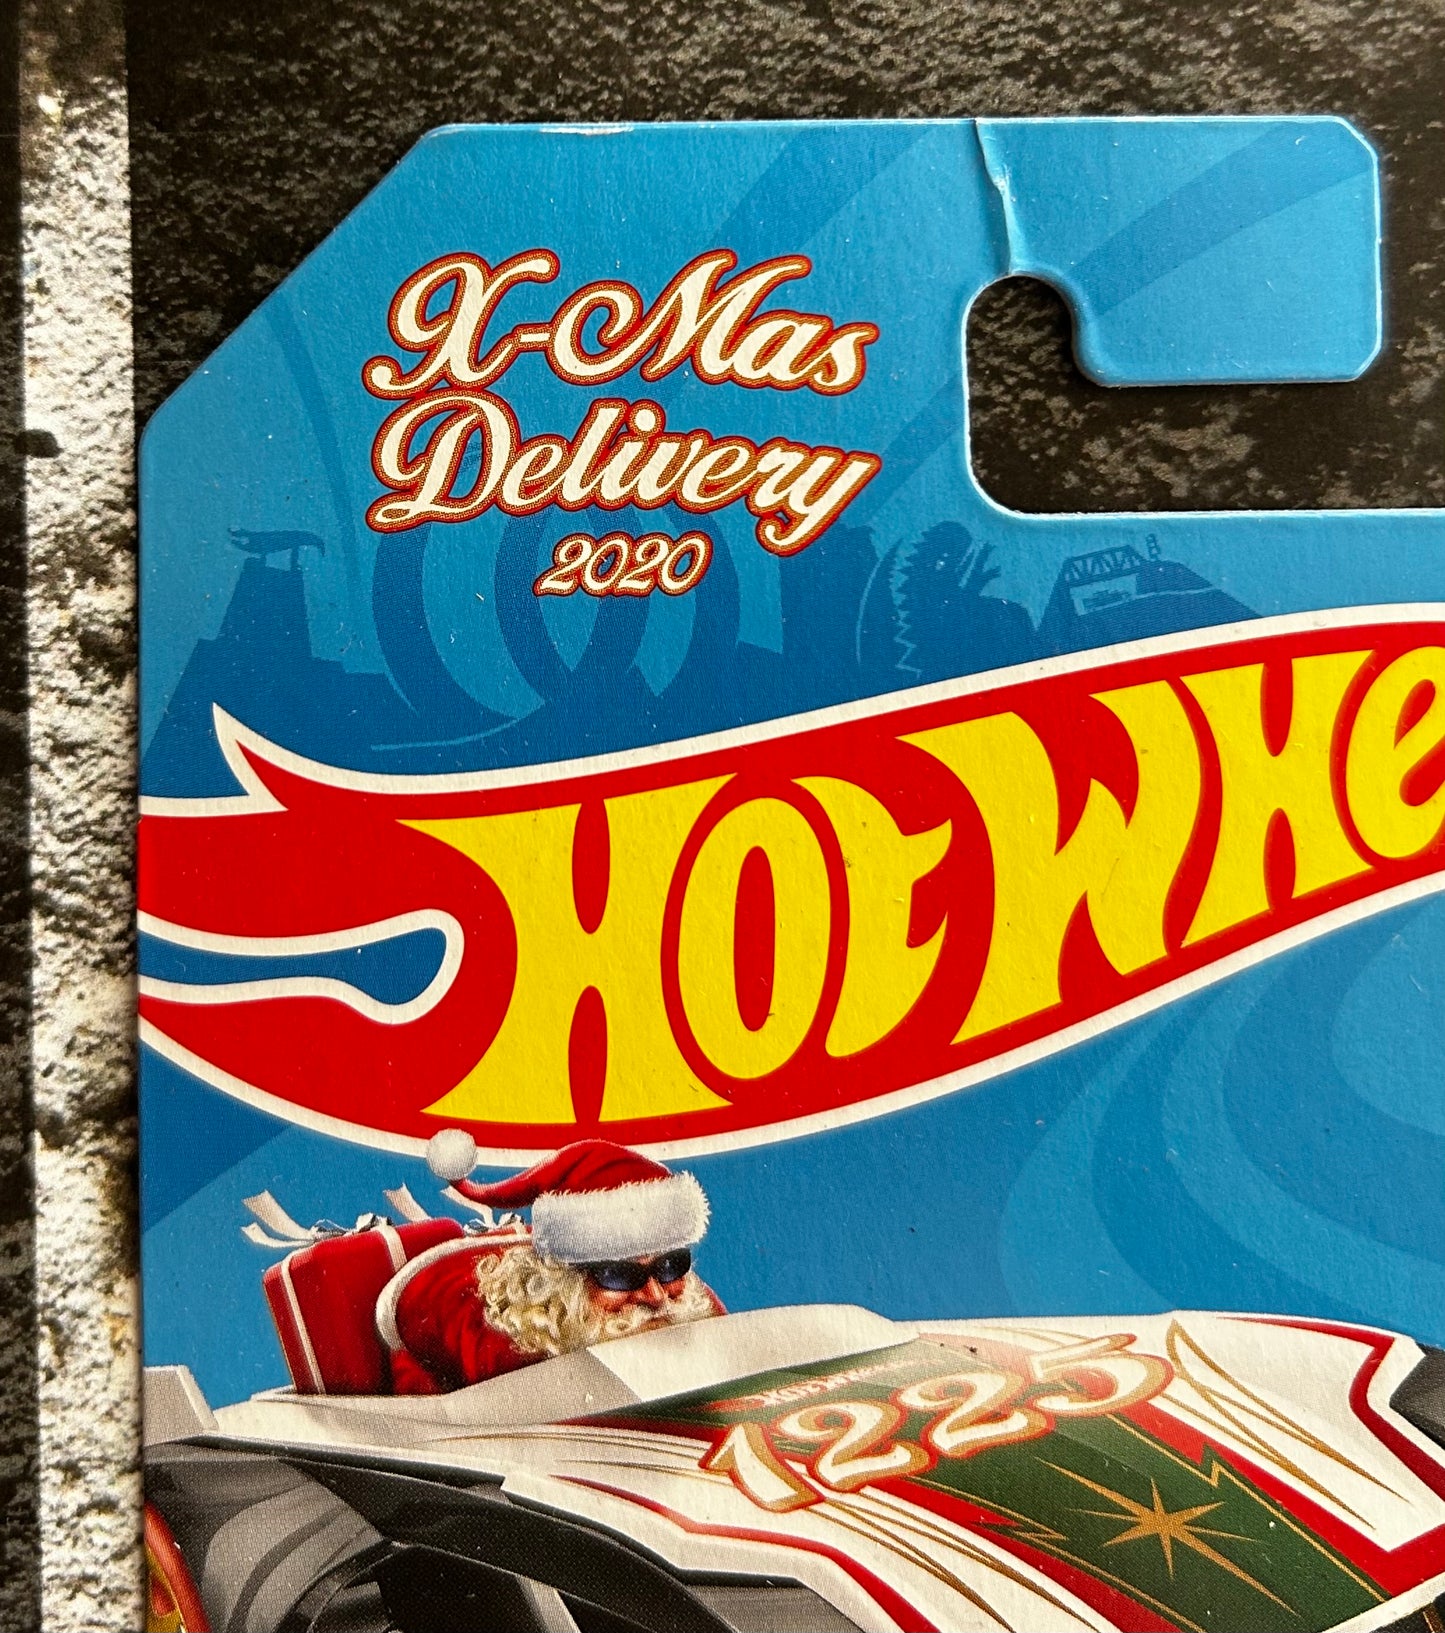 X-Mas
Delivery
2020
HOT WHE
1225